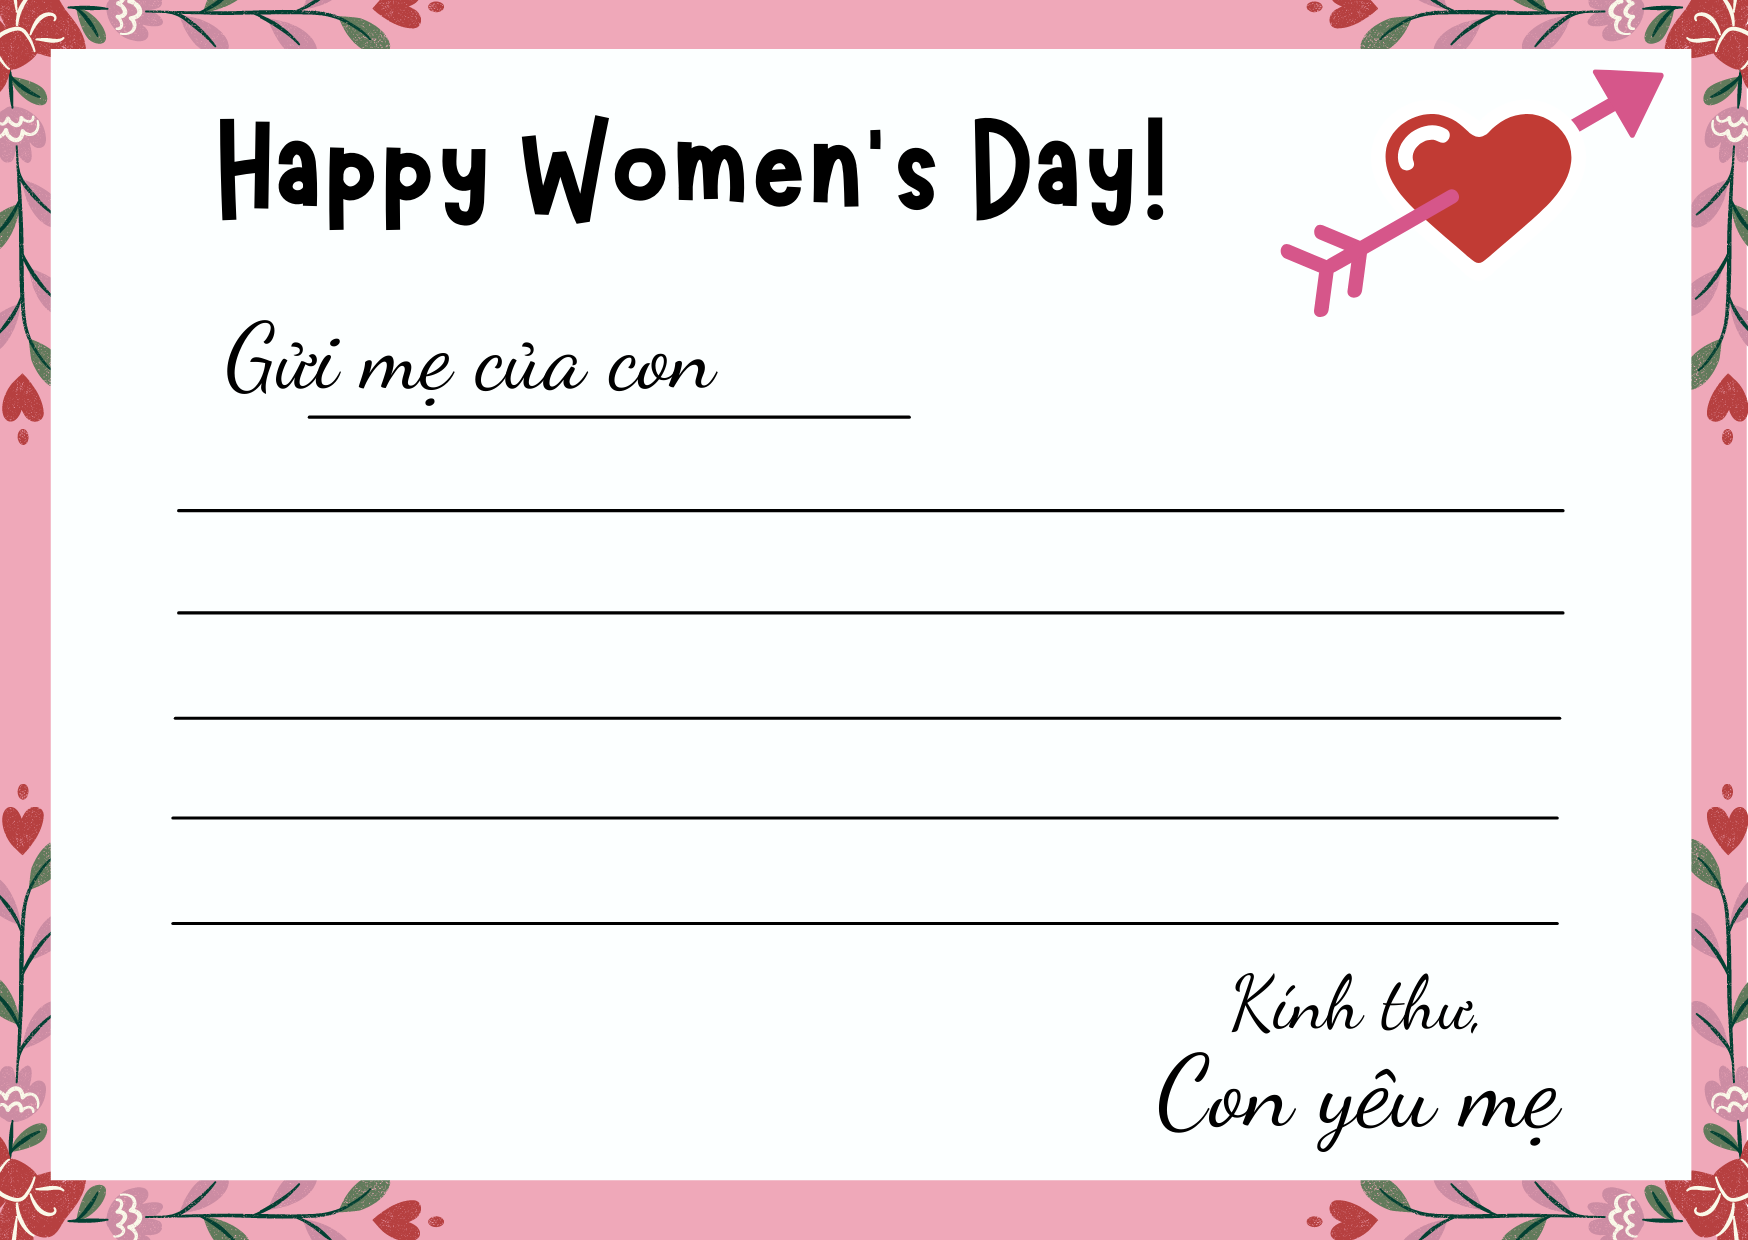 Happy Women's Day!
Gửi mẹ của con
Kính thư,
Con yêu mẹ